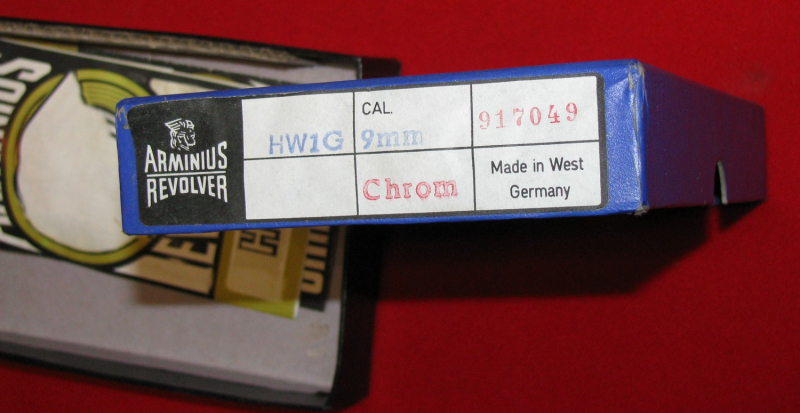 ARMINIUS
REVOLVER
HW1G
CAL.
9mm
917049
Chrom
Made in West
Germany